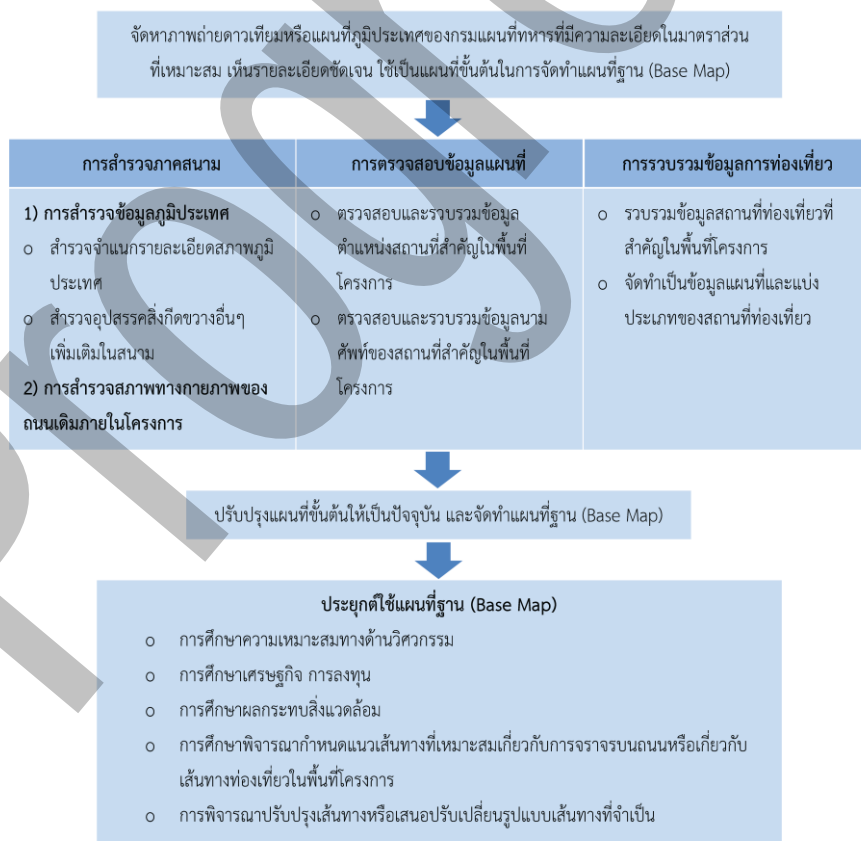 จัดหาภาพถ่ายดาวเทียมหรือแผนที่ภูมิประเทศของกรมแผนที่ทหารที่มีความละเอียดในมาตราส่วน
ที่เหมาะสม เห็นรายละเอียดชัดเจน ใช้เป็นแผนที่ขั้นต้นในการจัดทำแผนที่ฐาน (Base Map)
การสำรวจภาคสนาม
1) การสำรวจข้อมูลภูมิประเทศ
o สำรวจจำแนกรายละเอียดสภาพภูมิ
ประเทศ
o สำรวจอุปสรรคสิ่งกีดขวางอื่นๆ
เพิ่มเติมในสนาม
2) การสำรวจสภาพทางกายภาพของ
ถนนเดิมภายในโครงการ
การตรวจสอบข้อมูลแผนที่
o ตรวจสอบและรวบรวมข้อมูล
ตำแหน่งสถานที่สำคัญในพื้นที่
โครงการ
o ตรวจสอบและรวบรวมข้อมูลนาม
ศัพท์ของสถานที่สำคัญในพื้นที่
โครงการ
การรวบรวมข้อมูลการท่องเที่ยว
o รวบรวมข้อมูลสถานที่ท่องเที่ยวที่
สำคัญในพื้นที่โครงการ
o จัดทำเป็นข้อมูลแผนที่และแบ่ง
ประเภทของสถานที่ท่องเที่ยว
ปรับปรุงแผนที่ขั้นต้นให้เป็นปัจจุบัน และจัดทำแผนที่ฐาน (Base Map)
ประยุกต์ใช้แผนที่ฐาน (Base Map)
o การศึกษาความเหมาะสมทางด้านวิศวกรรม
o การศึกษาเศรษฐกิจ การลงทุน
o การศึกษาผลกระทบสิ่งแวดล้อม
o การศึกษาพิจารณากำหนดแนวเส้นทางที่เหมาะสมเกี่ยวกับการจราจรบนถนนหรือเกี่ยวกับ
เส้นทางท่องเที่ยวในพื้นที่โครงการ
o การพิจารณาปรับปรุงเส้นทางหรือเสนอปรับเปลี่ยนรูปแบบเส้นทางที่จำเป็น